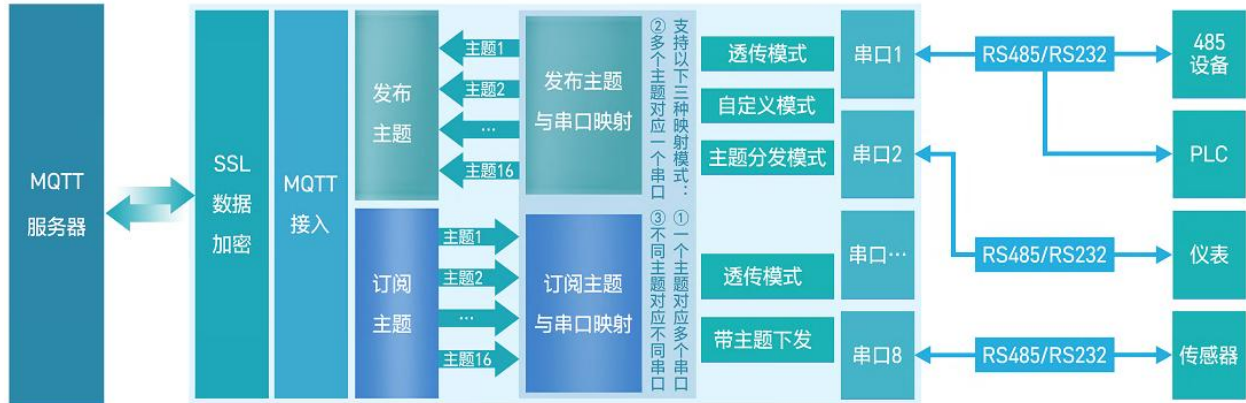 MQTT
服务器
SSL
数据
加密
MQTT
接入
发布
主题
订阅
主题
主题1
主题2
...
主题16
主题1
主题2
...
主题16
发布主题
与串口映射
订阅主题
与串口映射
支持以下三种映射模式：
①一个主题对应多个串口
②多个主题对应一个串口
③不同主题对应不同串口
透传模式
自定义模式
主题分发模式
透传模式
带主题下发
串口1
串口2
串口…
串口8
RS485/RS232
RS485/RS232
RS485/RS232
485
设备
PLC
仪表
传感器